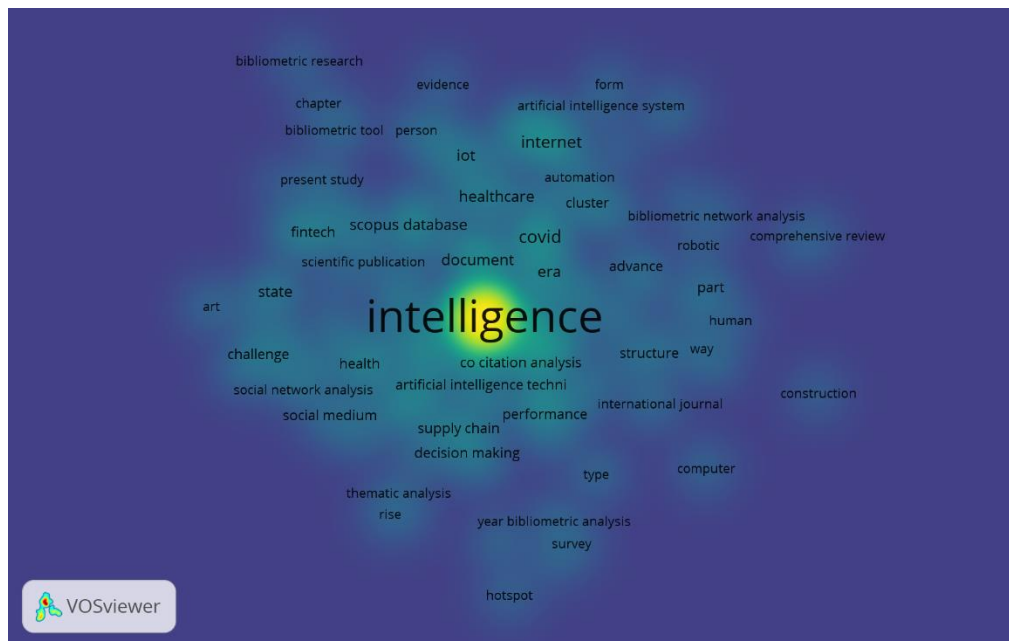 bibliometric research
evidence
form
chapter
artificial intelligence system
bibliometric tool
person
internet
iot
present study
automation
healthcare
cluster
bibliometric network analysis
fintech
scopus database
covid
comprehensive review
robotic
scientific publication
document
era
advance
state
part
art
intelligence
human
challenge
health
co citation analysis
structure
way
social network analysis
artificial intelligence techni
construction
social medium
performance
international journal
supply chain
decision making
type
computer
thematic analysis
rise
year bibliometric analysis
survey
hotspot
VOSviewer